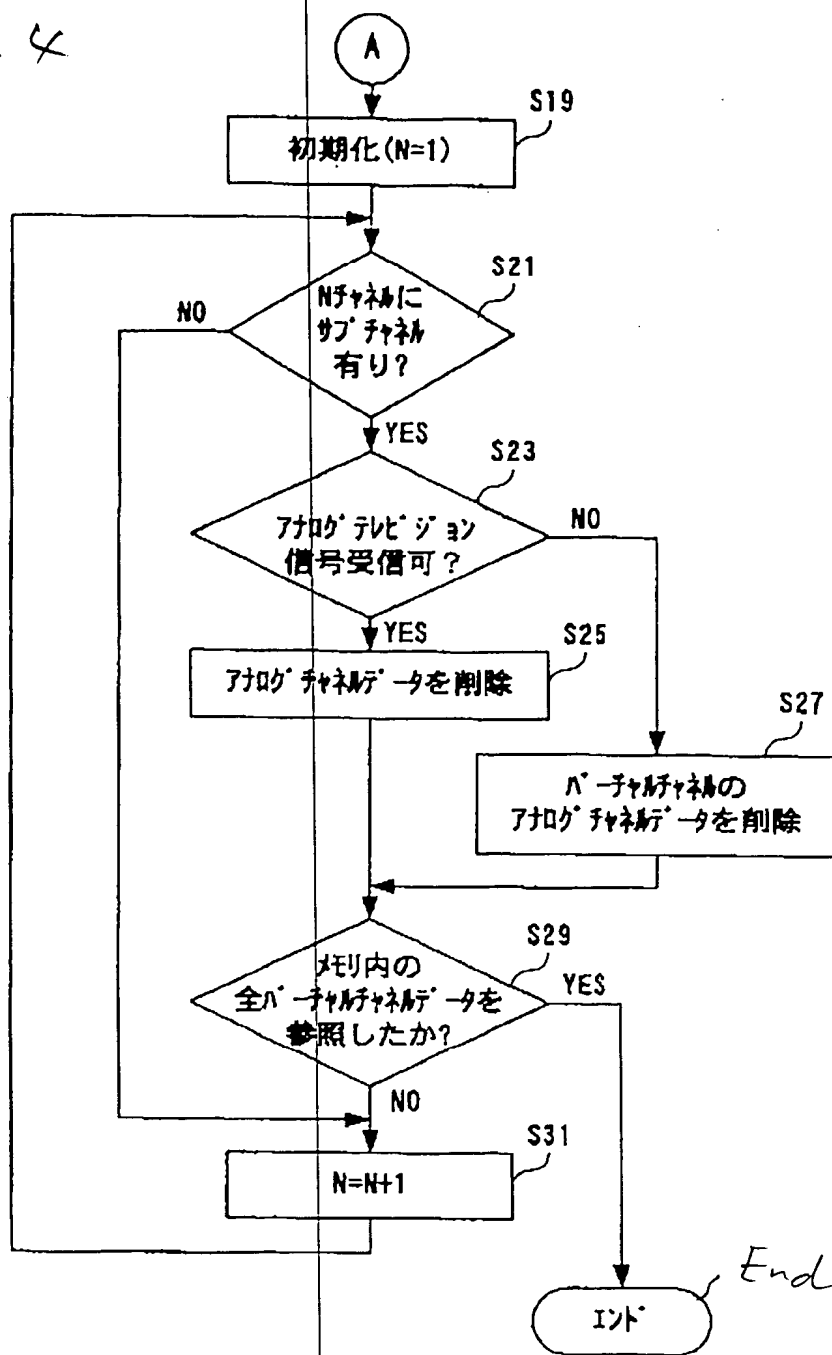 . 4
A
S19
初期化(N=1)
S21
Nチャネルに
サブチャネル
有り?
NO
YES
S23
アナログテレビジョン
信号受信可?
NO
YES
S25
アナログチャネルデータを削除
S27
バーチャルチャネルの
アナログチャネルデータを削除
S29
メモリ内の
全バーチャルチャネルデータを
参照したか?
YES
NO
S31
N=N+1
End
エンド